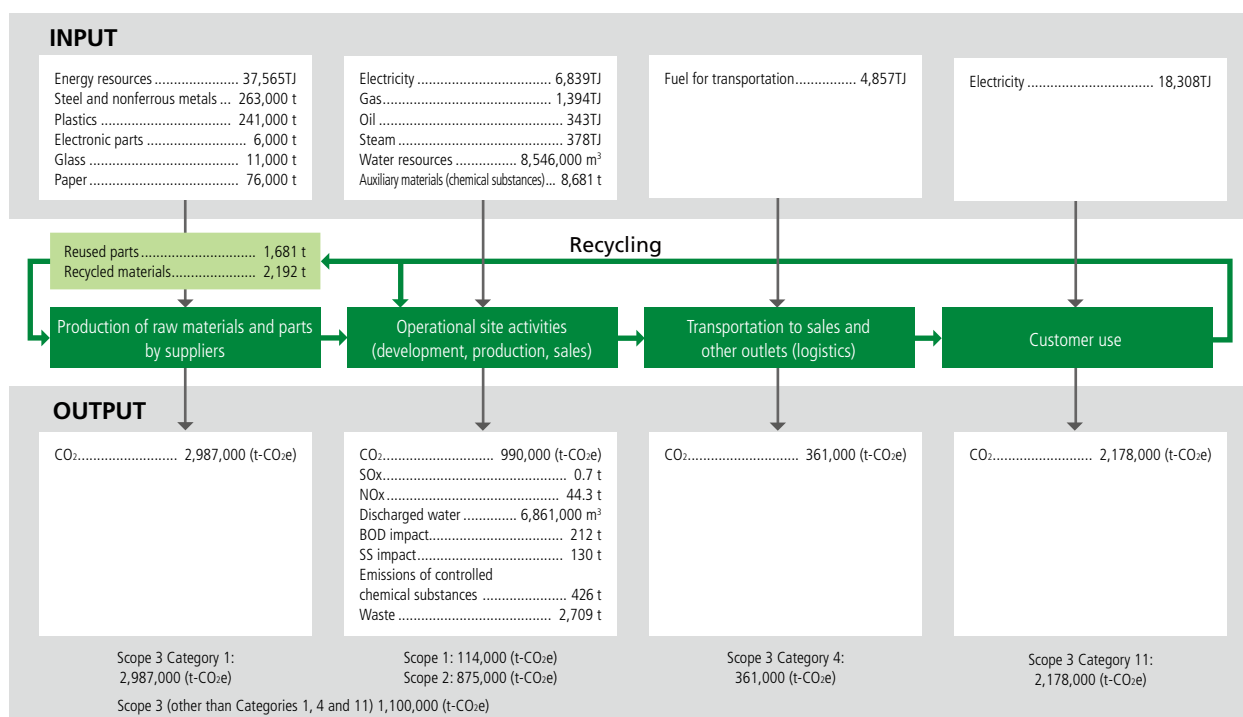 INPUT
Energy resources ...................... 37,565TJ
Steel and nonferrous metals ... 263,000 t
Plastics .................................. 241,000 t
Electronic parts .......................... 6,000 t
Glass ........................................ 11,000 t
Paper....................................... 76,000 t
Electricity .................................... 6,839TJ
Gas............................................ 1,394TJ
Oil ................................................ 343TJ
Steam ........................................... 378TJ
Water resources ................ 8,546,000 m³
Auxiliary materials (chemical substances)... 8,681 t
Fuel for transportation................ 4,857TJ
Electricity ................................. 18,308TJ
Reused parts.............................. 1,681 t
Recycled materials...................... 2,192 t
Recycling
Production of raw materials and parts
by suppliers
Operational site activities
(development, production, sales)
Transportation to sales and
other outlets (logistics)
Customer use
OUTPUT
CO₂.......................... 2,987,000 (t-CO₂e)
CO₂............................. 990,000 (t-CO₂e)
SOx................................................ 0.7 t
NOx.............................................. 44.3 t
Discharged water .............. 6,861,000 m³
BOD impact................................... 212 t
SS impact...................................... 130 t
Emissions of controlled
chemical substances ...................... 426 t
Waste ........................................ 2,709 t
CO₂.................................. 361,000 (t-CO₂e)
CO₂.......................... 2,178,000 (t-CO₂e)
Scope 3 Category 1:
2,987,000 (t-CO₂e)
Scope 1: 114,000 (t-CO₂e)
Scope 2: 875,000 (t-CO₂e)
Scope 3 Category 4:
361,000 (t-CO₂e)
Scope 3 Category 11:
2,178,000 (t-CO₂e)
Scope 3 (other than Categories 1, 4 and 11) 1,100,000 (t-CO₂e)